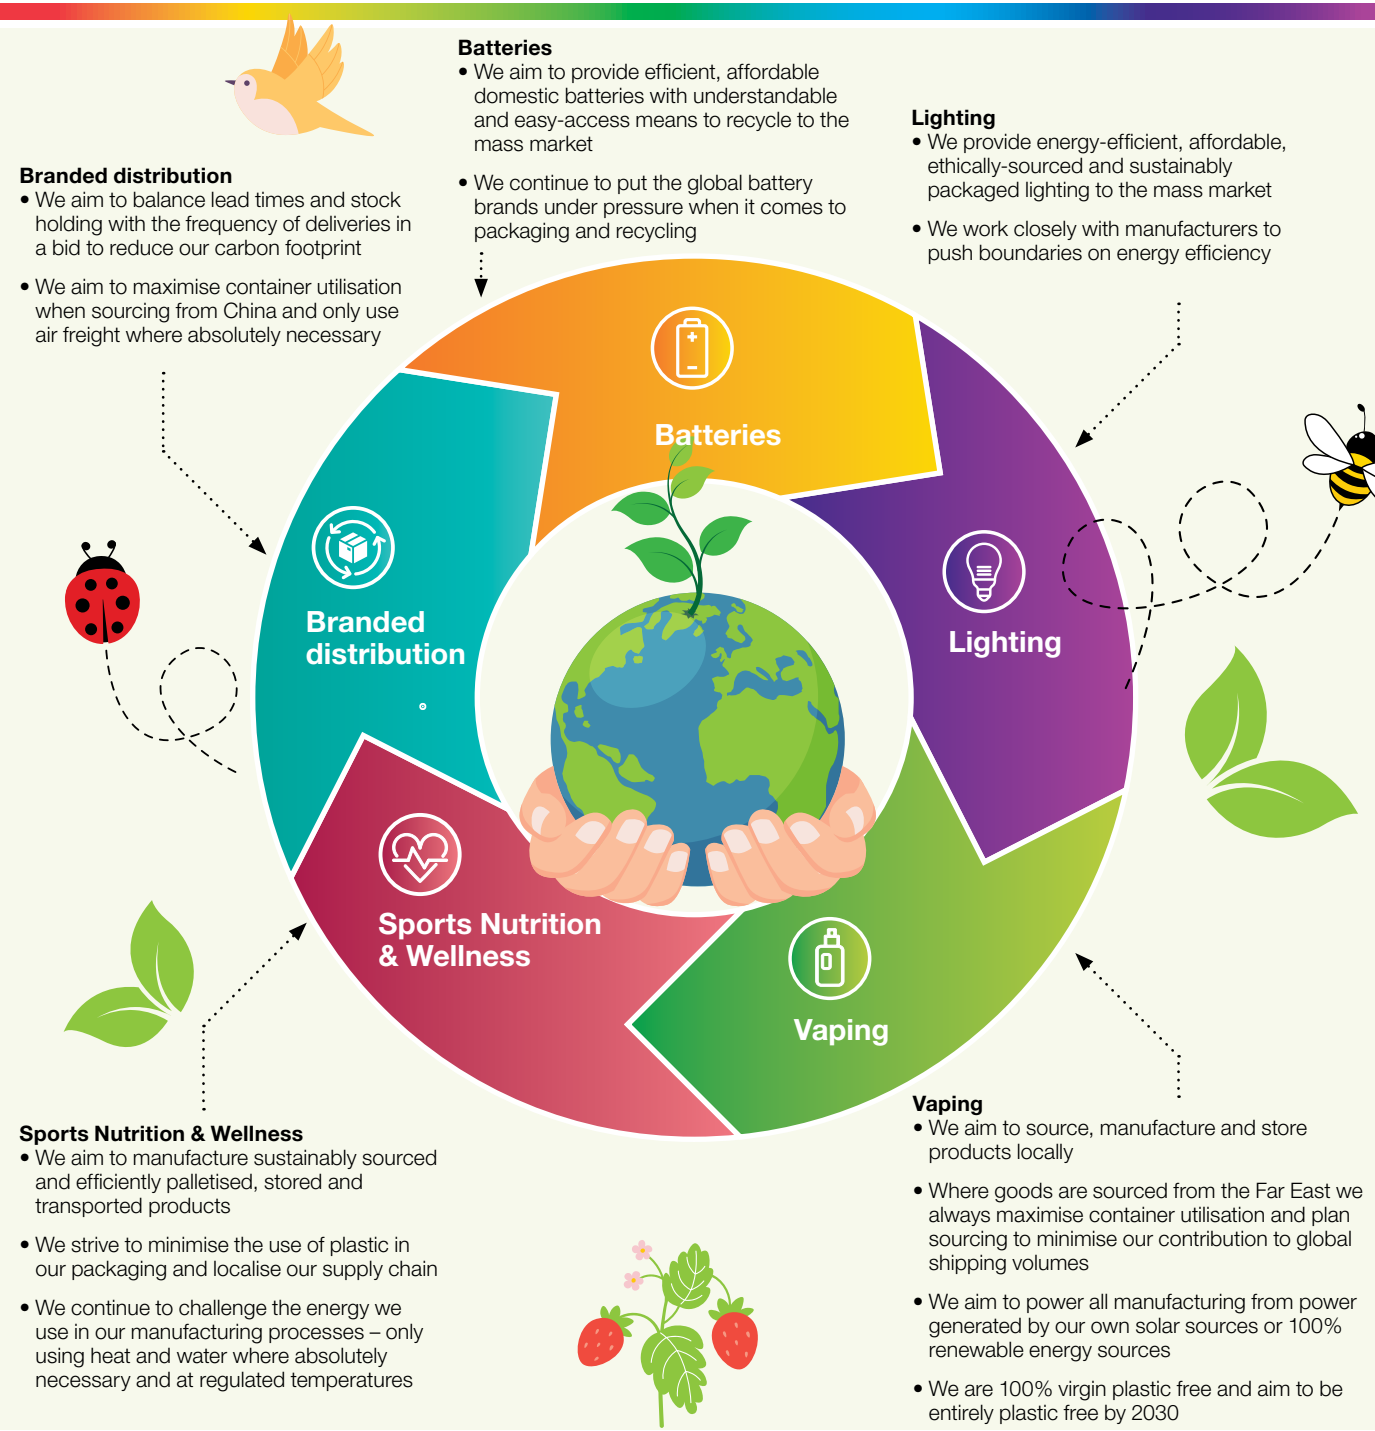 Batteries
• We aim to provide efficient, affordable
domestic batteries with understandable
and easy-access means to recycle to the
mass market
• We continue to put the global battery
brands under pressure when it comes to
packaging and recycling
Lighting
• We provide energy-efficient, affordable,
ethically-sourced and sustainably
packaged lighting to the mass market
• We work closely with manufacturers to
push boundaries on energy efficiency
Branded distribution
• We aim to balance lead times and stock
holding with the frequency of deliveries in
a bid to reduce our carbon footprint
• We aim to maximise container utilisation
when sourcing from China and only use
air freight where absolutely necessary
Batteries
Branded
distribution
Lighting
Sports Nutrition
& Wellness
Vaping
Sports Nutrition & Wellness
• We aim to manufacture sustainably sourced
and efficiently palletised, stored and
transported products
• We strive to minimise the use of plastic in
our packaging and localise our supply chain
• We continue to challenge the energy we
use in our manufacturing processes – only
using heat and water where absolutely
necessary and at regulated temperatures
Vaping
• We aim to source, manufacture and store
products locally
• Where goods are sourced from the Far East we
always maximise container utilisation and plan
sourcing to minimise our contribution to global
shipping volumes
• We aim to power all manufacturing from power
generated by our own solar sources or 100%
renewable energy sources
• We are 100% virgin plastic free and aim to be
entirely plastic free by 2030